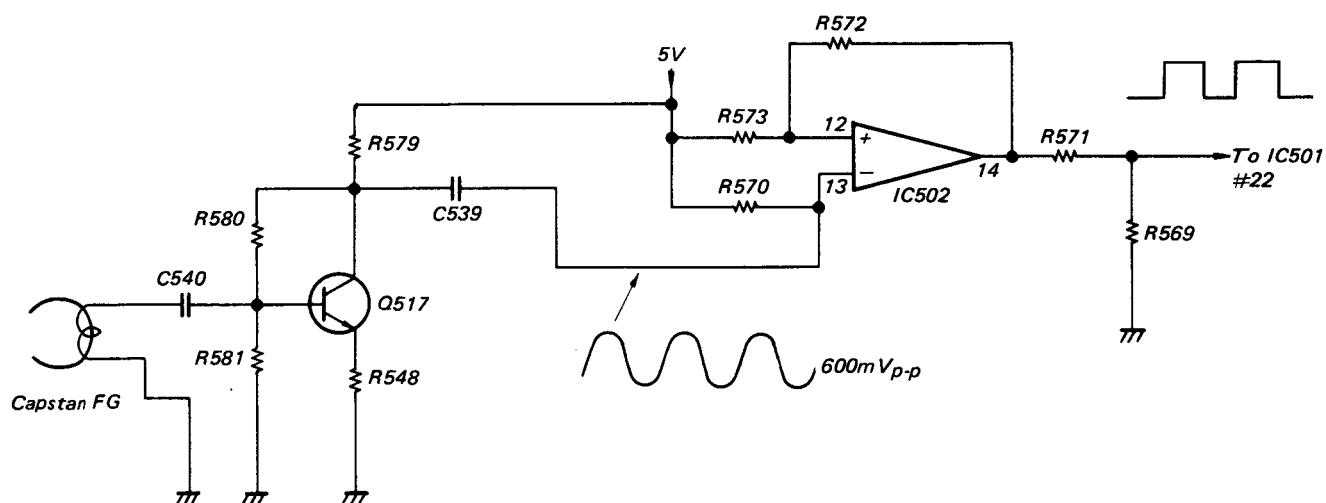 R572
5V
R573
12
+
R571
R579
To IC501
#22
R570
13
−
14
IC502
C539
R580
R569
C540
Q517
R581
R548
600mVp-p
Capstan FG